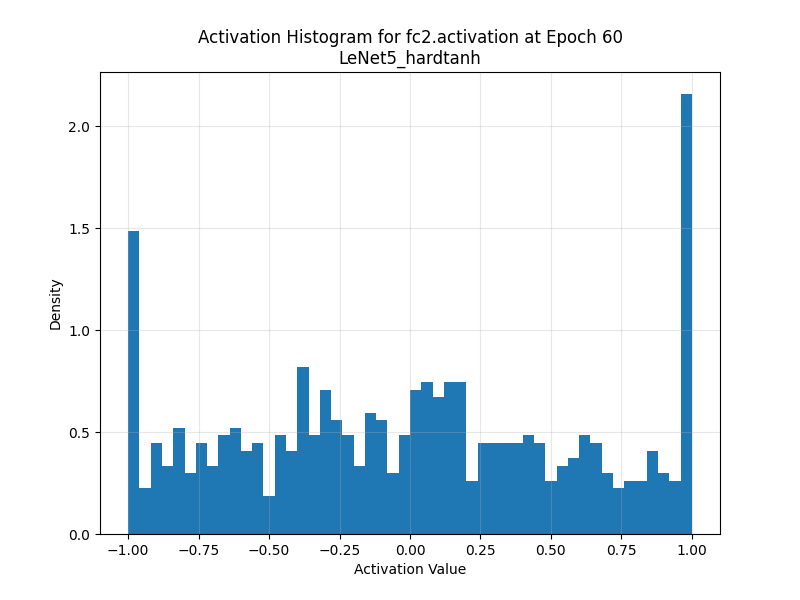 Activation Histogram for fc2.activation at Epoch 60
LeNet5_hardtanh
2.0
1.5
1.0
0.5
0.0
Density
−1.00 −0.75 −0.50 −0.25 0.00 0.25 0.50 0.75 1.00
Activation Value